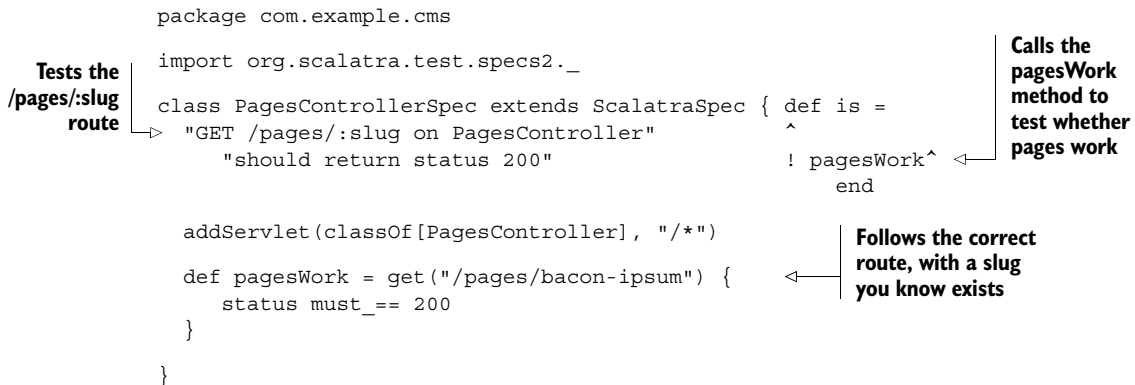 package com.example.cms
import org.scalatra.test.specs2._
Tests the
/pages/:slug
route
class PagesControllerSpec extends ScalatraSpec { def is =
"GET /pages/:slug on PagesController" ^
"should return status 200" ! pagesWork^
end
Calls the
pagesWork
method to
test whether
pages work
addServlet(classOf[PagesController], "/*")
def pagesWork = get("/pages/bacon-ipsum") {
status must_== 200
}
}
Follows the correct
route, with a slug
you know exists